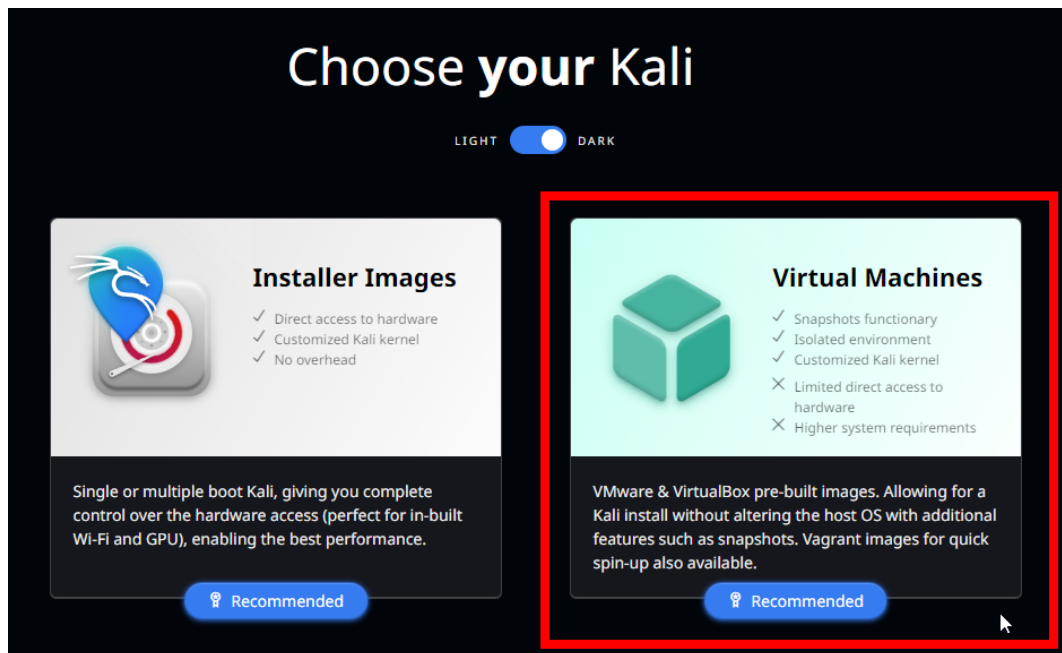 Choose your Kali
LIGHT DARK
Installer Images
Direct access to hardware
Customized Kali kernel
No overhead
Single or multiple boot Kali, giving you complete
control over the hardware access (perfect for in-built
Wi-Fi and GPU), enabling the best performance.
Recommended
Virtual Machines
Snapshots functionary
Isolated environment
Customized Kali kernel
Limited direct access to
hardware
Higher system requirements
VMware & VirtualBox pre-built images. Allowing for a
Kali install without altering the host OS with additional
features such as snapshots. Vagrant images for quick
spin-up also available.
Recommended